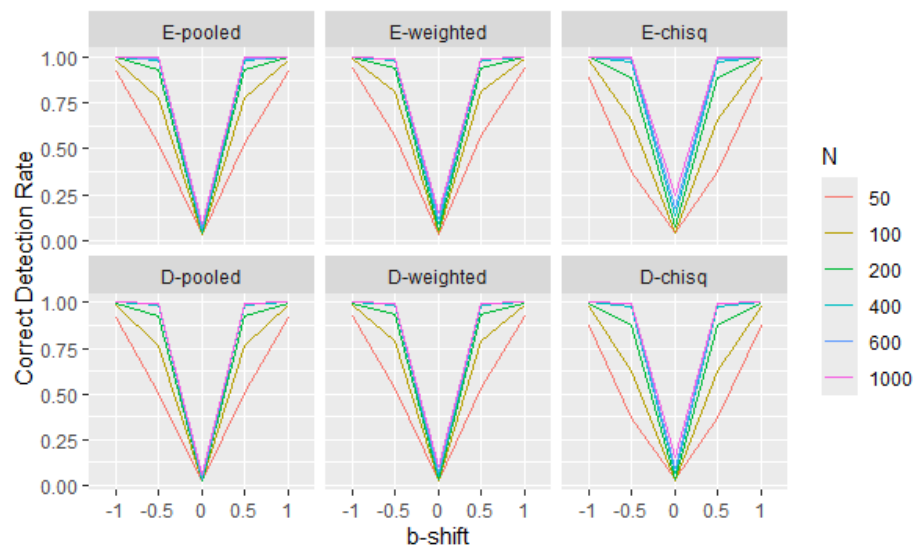 E-pooled E-weighted E-chisq
1.00
0.75
0.50
0.25
0.00
D-pooled D-weighted D-chisq
1.00
0.75
0.50
0.25
0.00
-1 -0.5 0 0.5 1 -1 -0.5 0 0.5 1 -1 -0.5 0 0.5 1
b-shift
Correct Detection Rate
N
50
100
200
400
600
1000